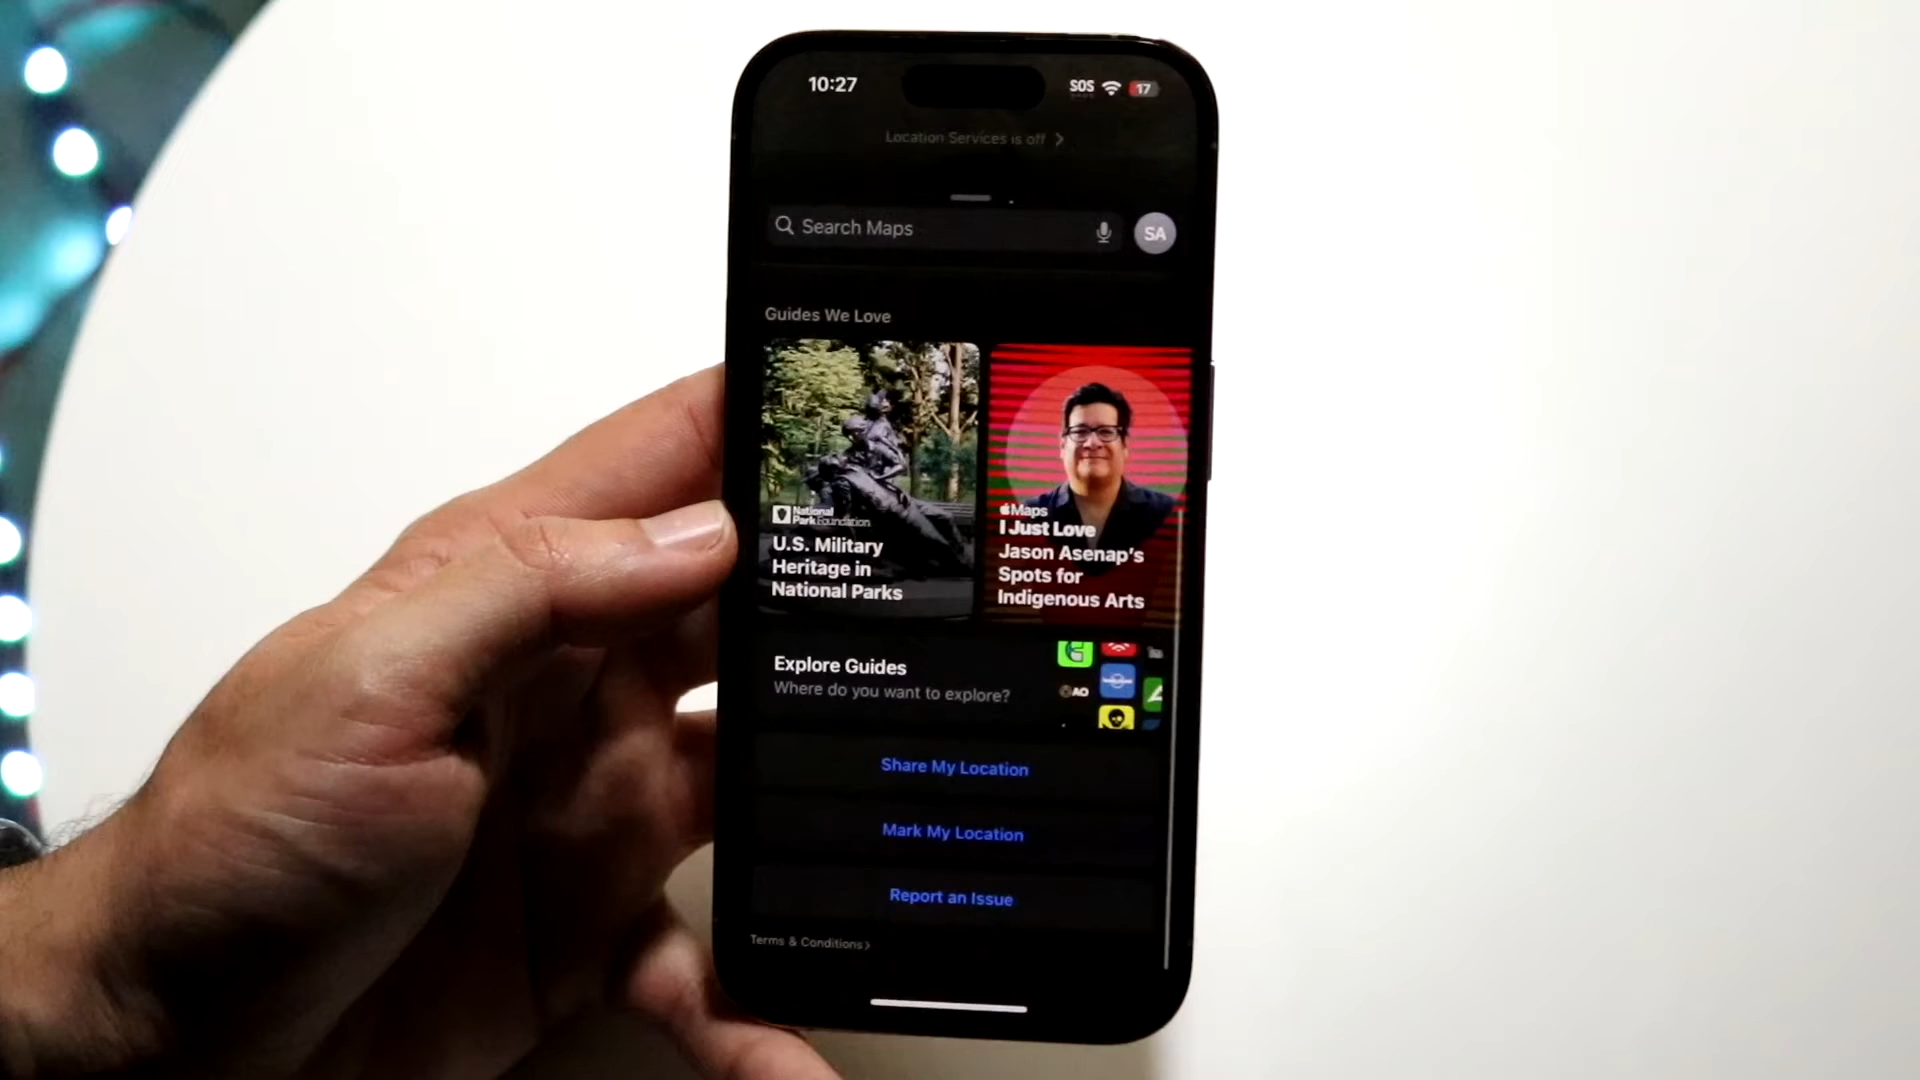 10:27
SOS
17
Location Services is off
Search Maps
SA
Guides We Love
National
Park Foundation
U.S. Military
Heritage in
National Parks
Maps
I Just Love
Jason Asenap's
Spots for
Indigenous Arts
Explore Guides
Where do you want to explore?
AO
Share My Location
Mark My Location
Report an Issue
Terms & Conditions